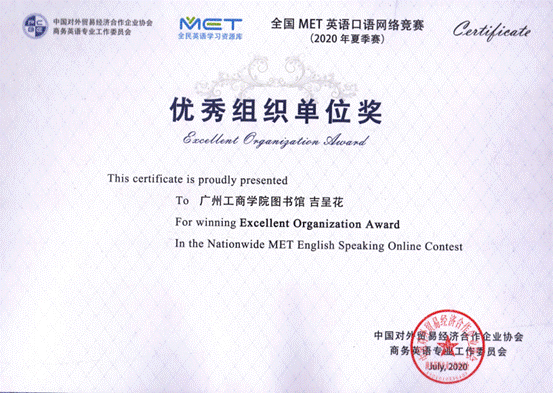 中国对外贸易经济合作企业协会
商务英语专业工作委员会
MET
全民英语学习资源库
全国 MET 英语口语网络竞赛
(2020 年夏季赛)
Certificate
优秀组织单位奖
Excellent Organization Award
This certificate is proudly presented
To 广州工商学院图书馆 吉呈花
For winning Excellent Organization Award
In the Nationwide MET English Speaking Online Contest
中国对外贸易经济合作企业协会
商务英语专业工作委员会
July, 2020